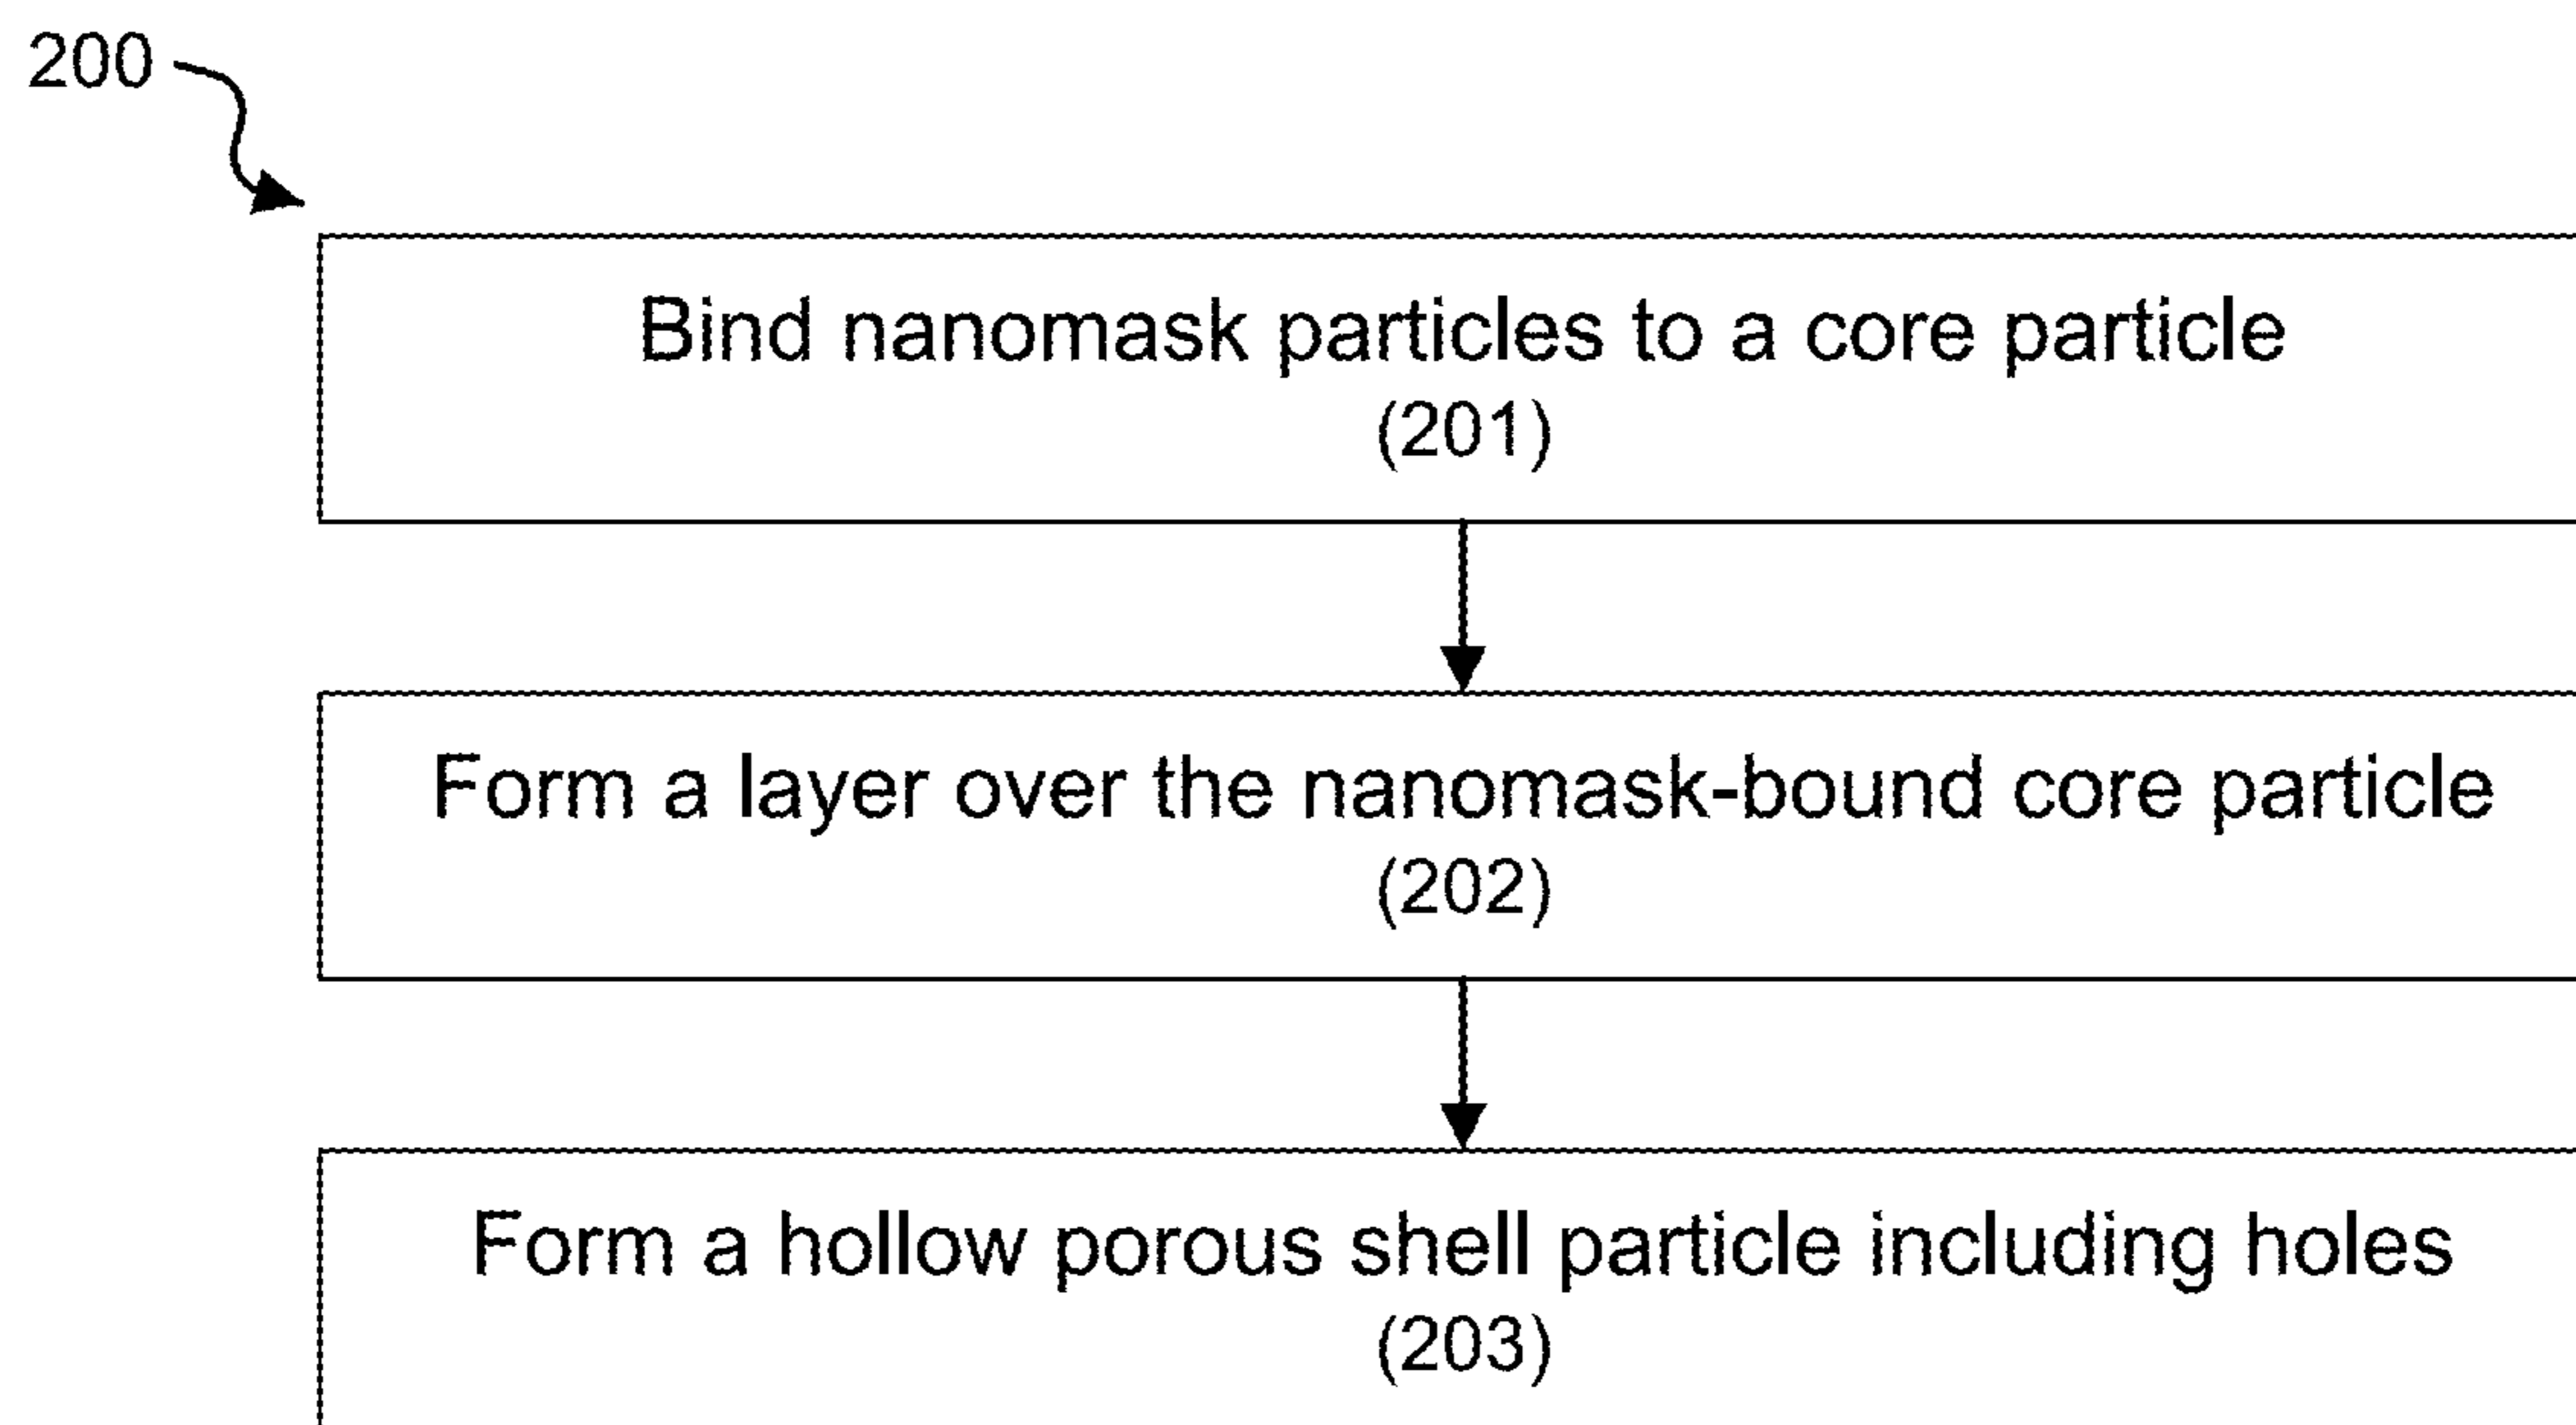 200
Bind nanomask particles to a core particle
(201)
Form a layer over the nanomask-bound core particle
(202)
Form a hollow porous shell particle including holes
(203)